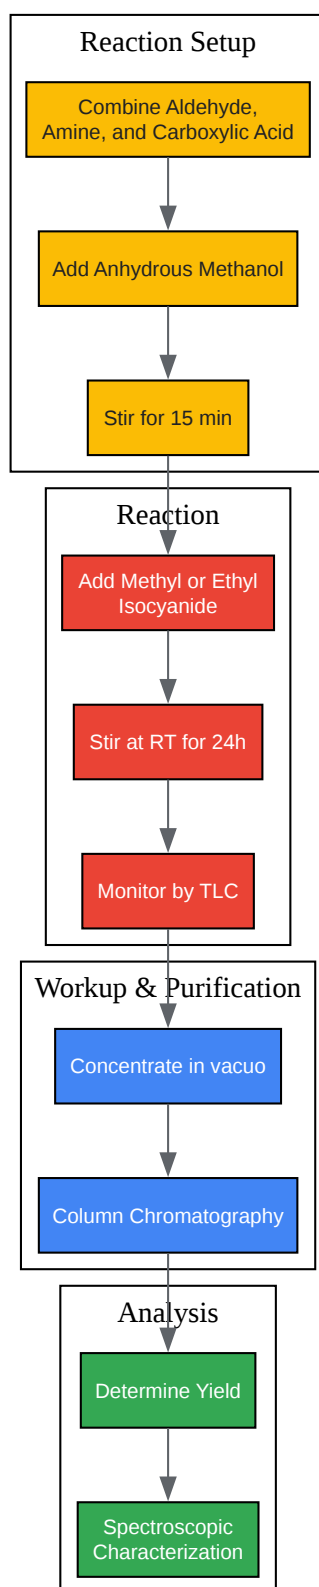 Reaction Setup
Combine Aldehyde,
Amine, and Carboxylic Acid
Add Anhydrous Methanol
Stir for 15 min
Reaction
Add Methyl or Ethyl
Isocyanide
Stir at RT for 24h
Monitor by TLC
Workup & Purification
Concentrate in vacuo
Column Chromatography
Analysis
Determine Yield
Spectroscopic
Characterization